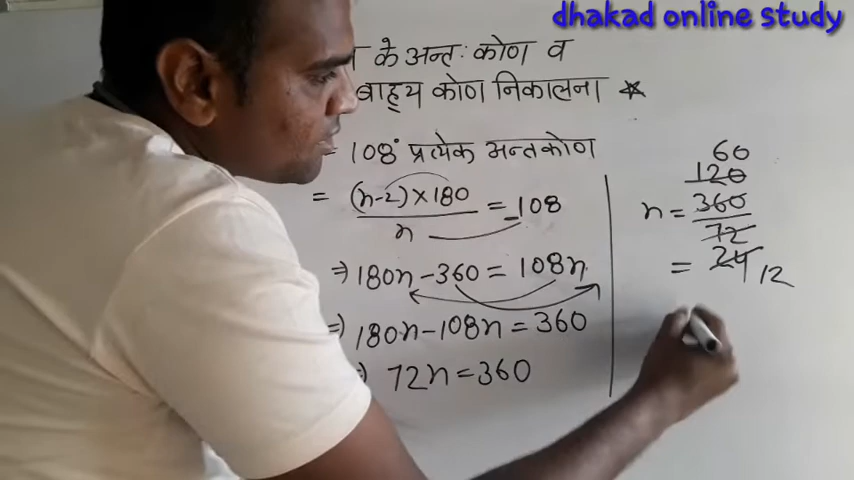 dhakad online study
के अन्तः कोण व
बाह्य कोण निकालना ★
= 108° प्रत्येक अन्तकोण
= (n-2)×180 / n = 108
⇒ 180n - 360 = 108n
⇒ 180n - 108n = 360
72n = 360
60
120
n = 360 / 72
= 24 12